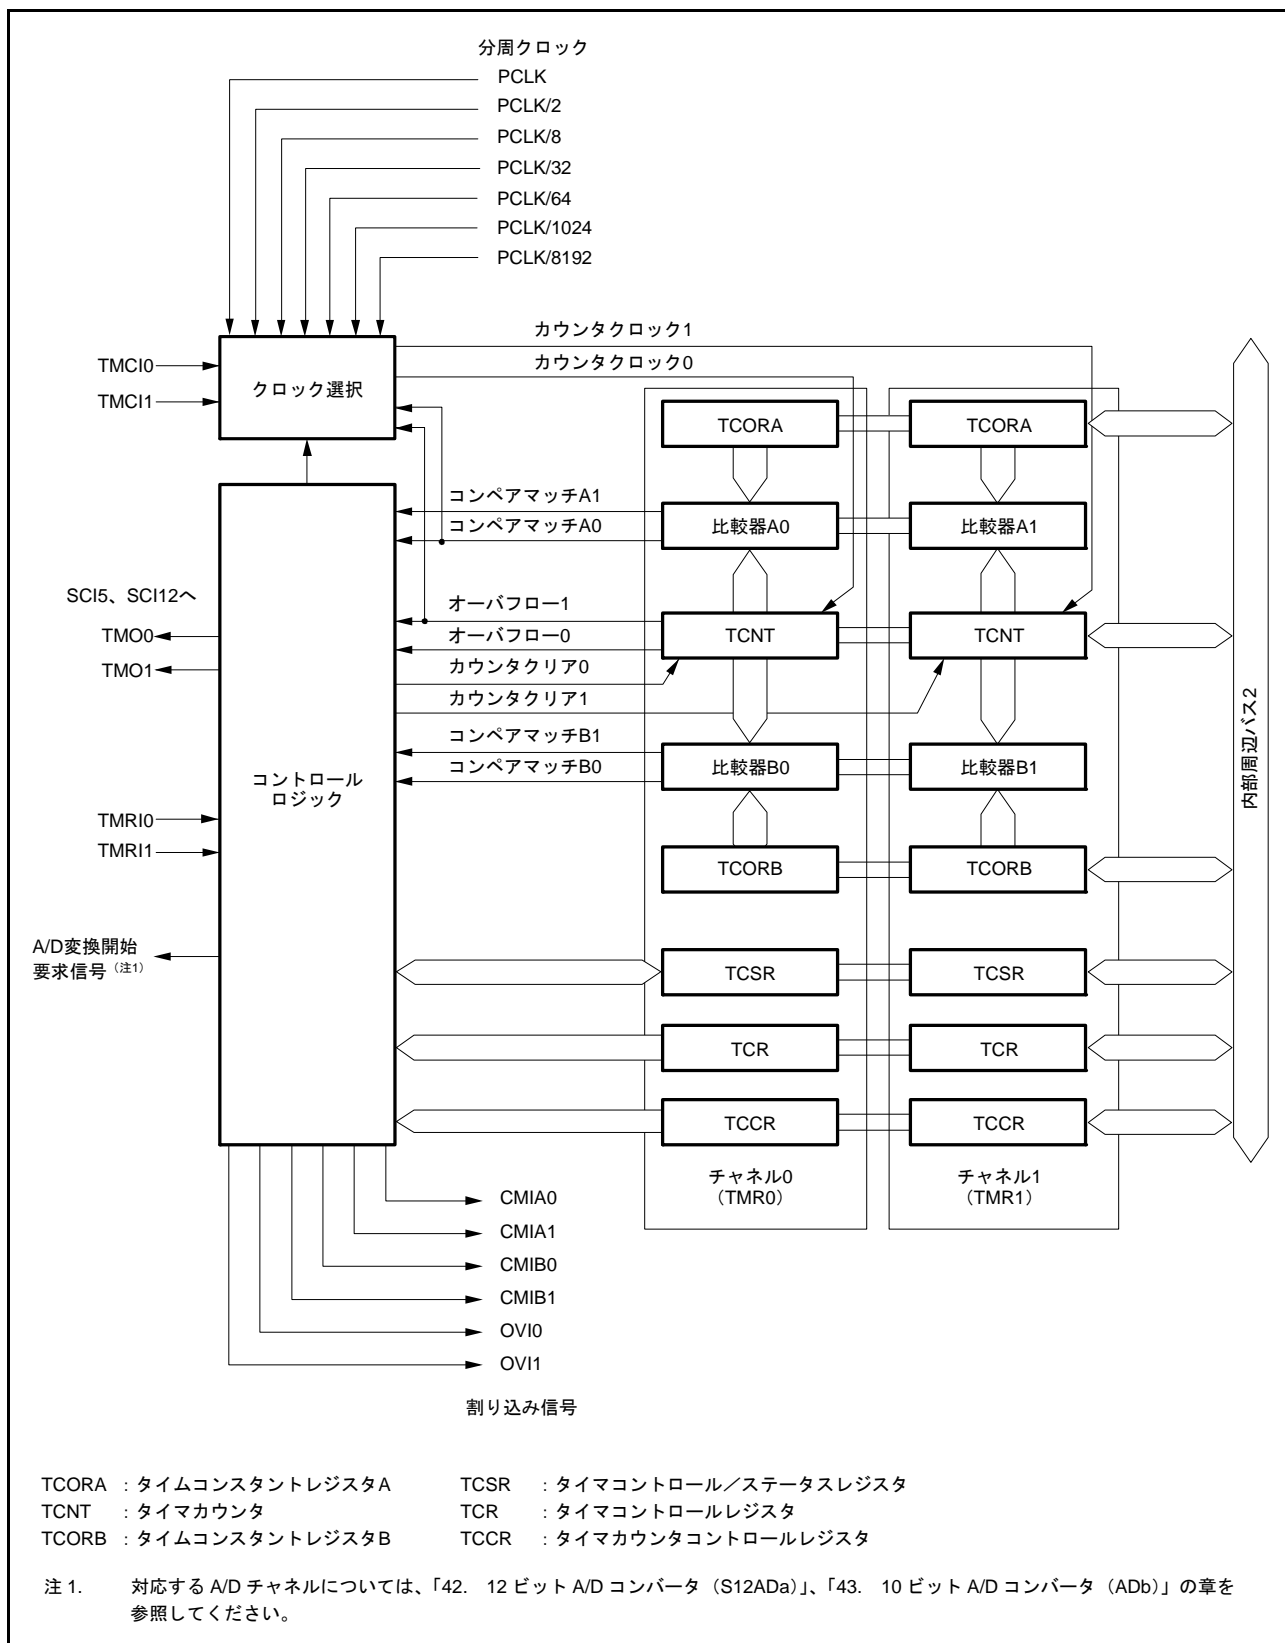 分周クロック
PCLK
PCLK/2
PCLK/8
PCLK/32
PCLK/64
PCLK/1024
PCLK/8192
カウンタクロック1
カウンタクロック0
TMCI0
TMCI1
クロック選択
TCORA
TCORA
コンペアマッチA1
コンペアマッチA0
比較器A0
比較器A1
SCI5、SCI12へ
TMO0
TMO1
オーバフロー1
オーバフロー0
カウンタクリア0
カウンタクリア1
TCNT
TCNT
内部周辺バス2
コンペアマッチB1
コンペアマッチB0
比較器B0
比較器B1
コントロール
ロジック
TMRI0
TMRI1
TCORB
TCORB
A/D変換開始
要求信号（注1）
TCSR
TCSR
TCR
TCR
TCCR
TCCR
チャネル0
（TMR0）
チャネル1
（TMR1）
CMIA0
CMIA1
CMIB0
CMIB1
OVI0
OVI1
割り込み信号
TCORA : タイムコンスタントレジスタA
TCSR : タイマコントロール／ステータスレジスタ
TCNT : タイマカウンタ
TCR : タイマコントロールレジスタ
TCORB : タイムコンスタントレジスタB
TCCR : タイマカウンタコントロールレジスタ
注 1. 対応する A/D チャネルについては、「42. 12 ビット A/D コンバータ（S12ADa）」、「43. 10 ビット A/D コンバータ（ADb）」の章を
参照してください。